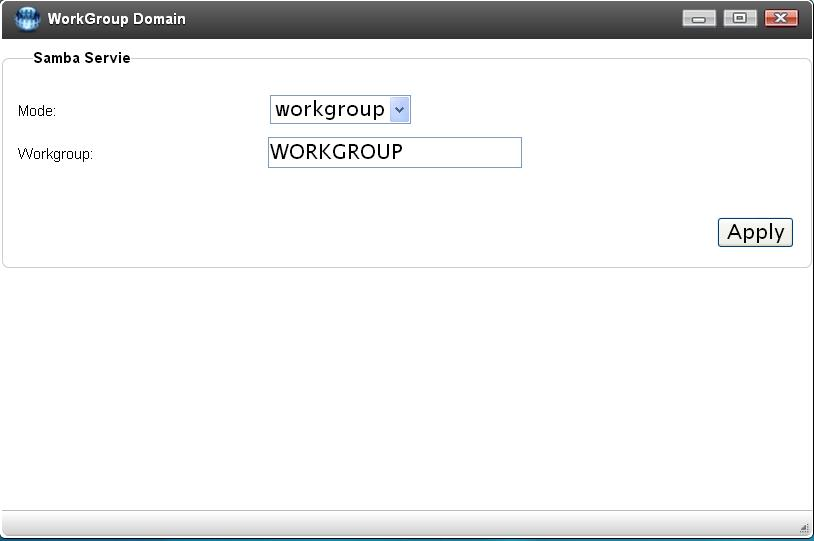 WorkGroup Domain
Samba Servie
Mode: workgroup
Workgroup: WORKGROUP
Apply